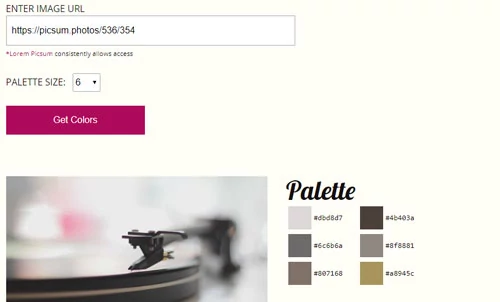 ENTER IMAGE URL
https://picsum.photos/536/354
*Lorem Picsum consistently allows access
PALETTE SIZE: 6
Get Colors
Palette
#dbd8d7 #4b403a
#6c6b6a #8f8881
#807168 #a8945c